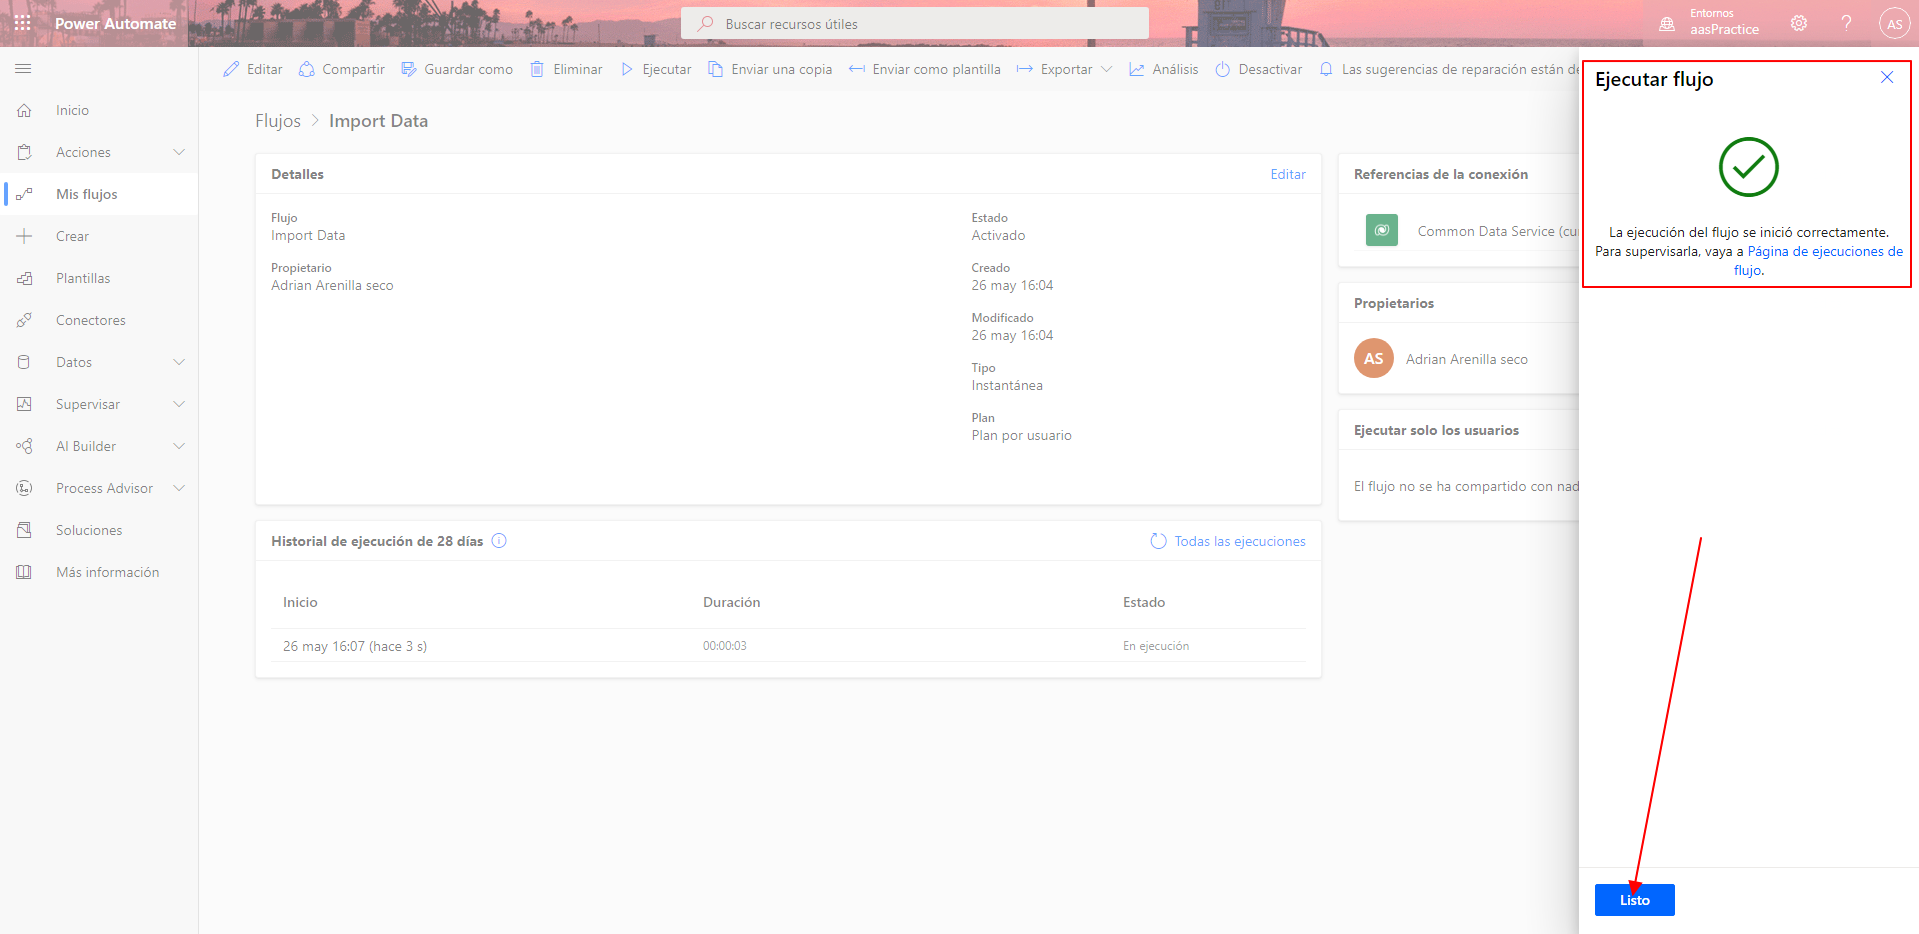 Power Automate
Buscar recursos útiles
Entornos
aasPractice
AS
Editar
Compartir
Guardar como
Eliminar
Ejecutar
Enviar una copia
Enviar como plantilla
Exportar
Análisis
Desactivar
Las sugerencias de reparación están
Inicio
Acciones
Mis flujos
Crear
Plantillas
Conectores
Datos
Supervisar
AI Builder
Process Advisor
Soluciones
Más información
Flujos > Import Data
Detalles
Editar
Flujo
Import Data
Propietario
Adrian Arenilla seco
Estado
Activado
Creado
26 may 16:04
Modificado
26 may 16:04
Tipo
Instantánea
Plan
Plan por usuario
Historial de ejecución de 28 días
Todas las ejecuciones
Inicio Duración Estado
26 may 16:07 (hace 3 s) 00:00:03 En ejecución
Referencias de la conexión
Common Data Service
Propietarios
AS
Adrian Arenilla seco
Ejecutar solo los usuarios
El flujo no se ha compartido con
Ejecutar flujo
La ejecución del flujo se inició correctamente.
Para supervisarla, vaya a Página de ejecuciones de
flujo.
Listo